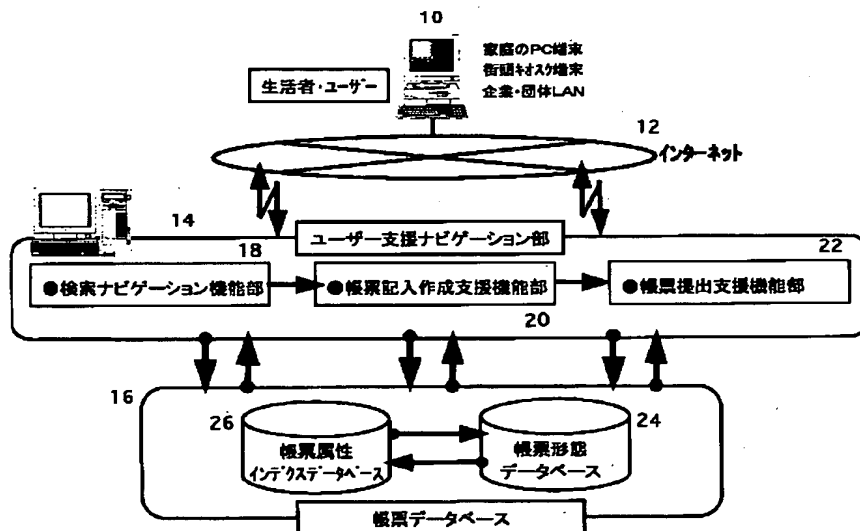 10
家庭のPC端末
街頭キオスク端末
企業・団体LAN
生活者・ユーザー
12
インターネット
14
ユーザー支援ナビゲーション部
18
22
●検索ナビゲーション機能部
●帳票記入作成支援機能部
●帳票提出支援機能部
20
16
26
24
帳票属性
インデクスデータベース
帳票形態
データベース
帳票データベース